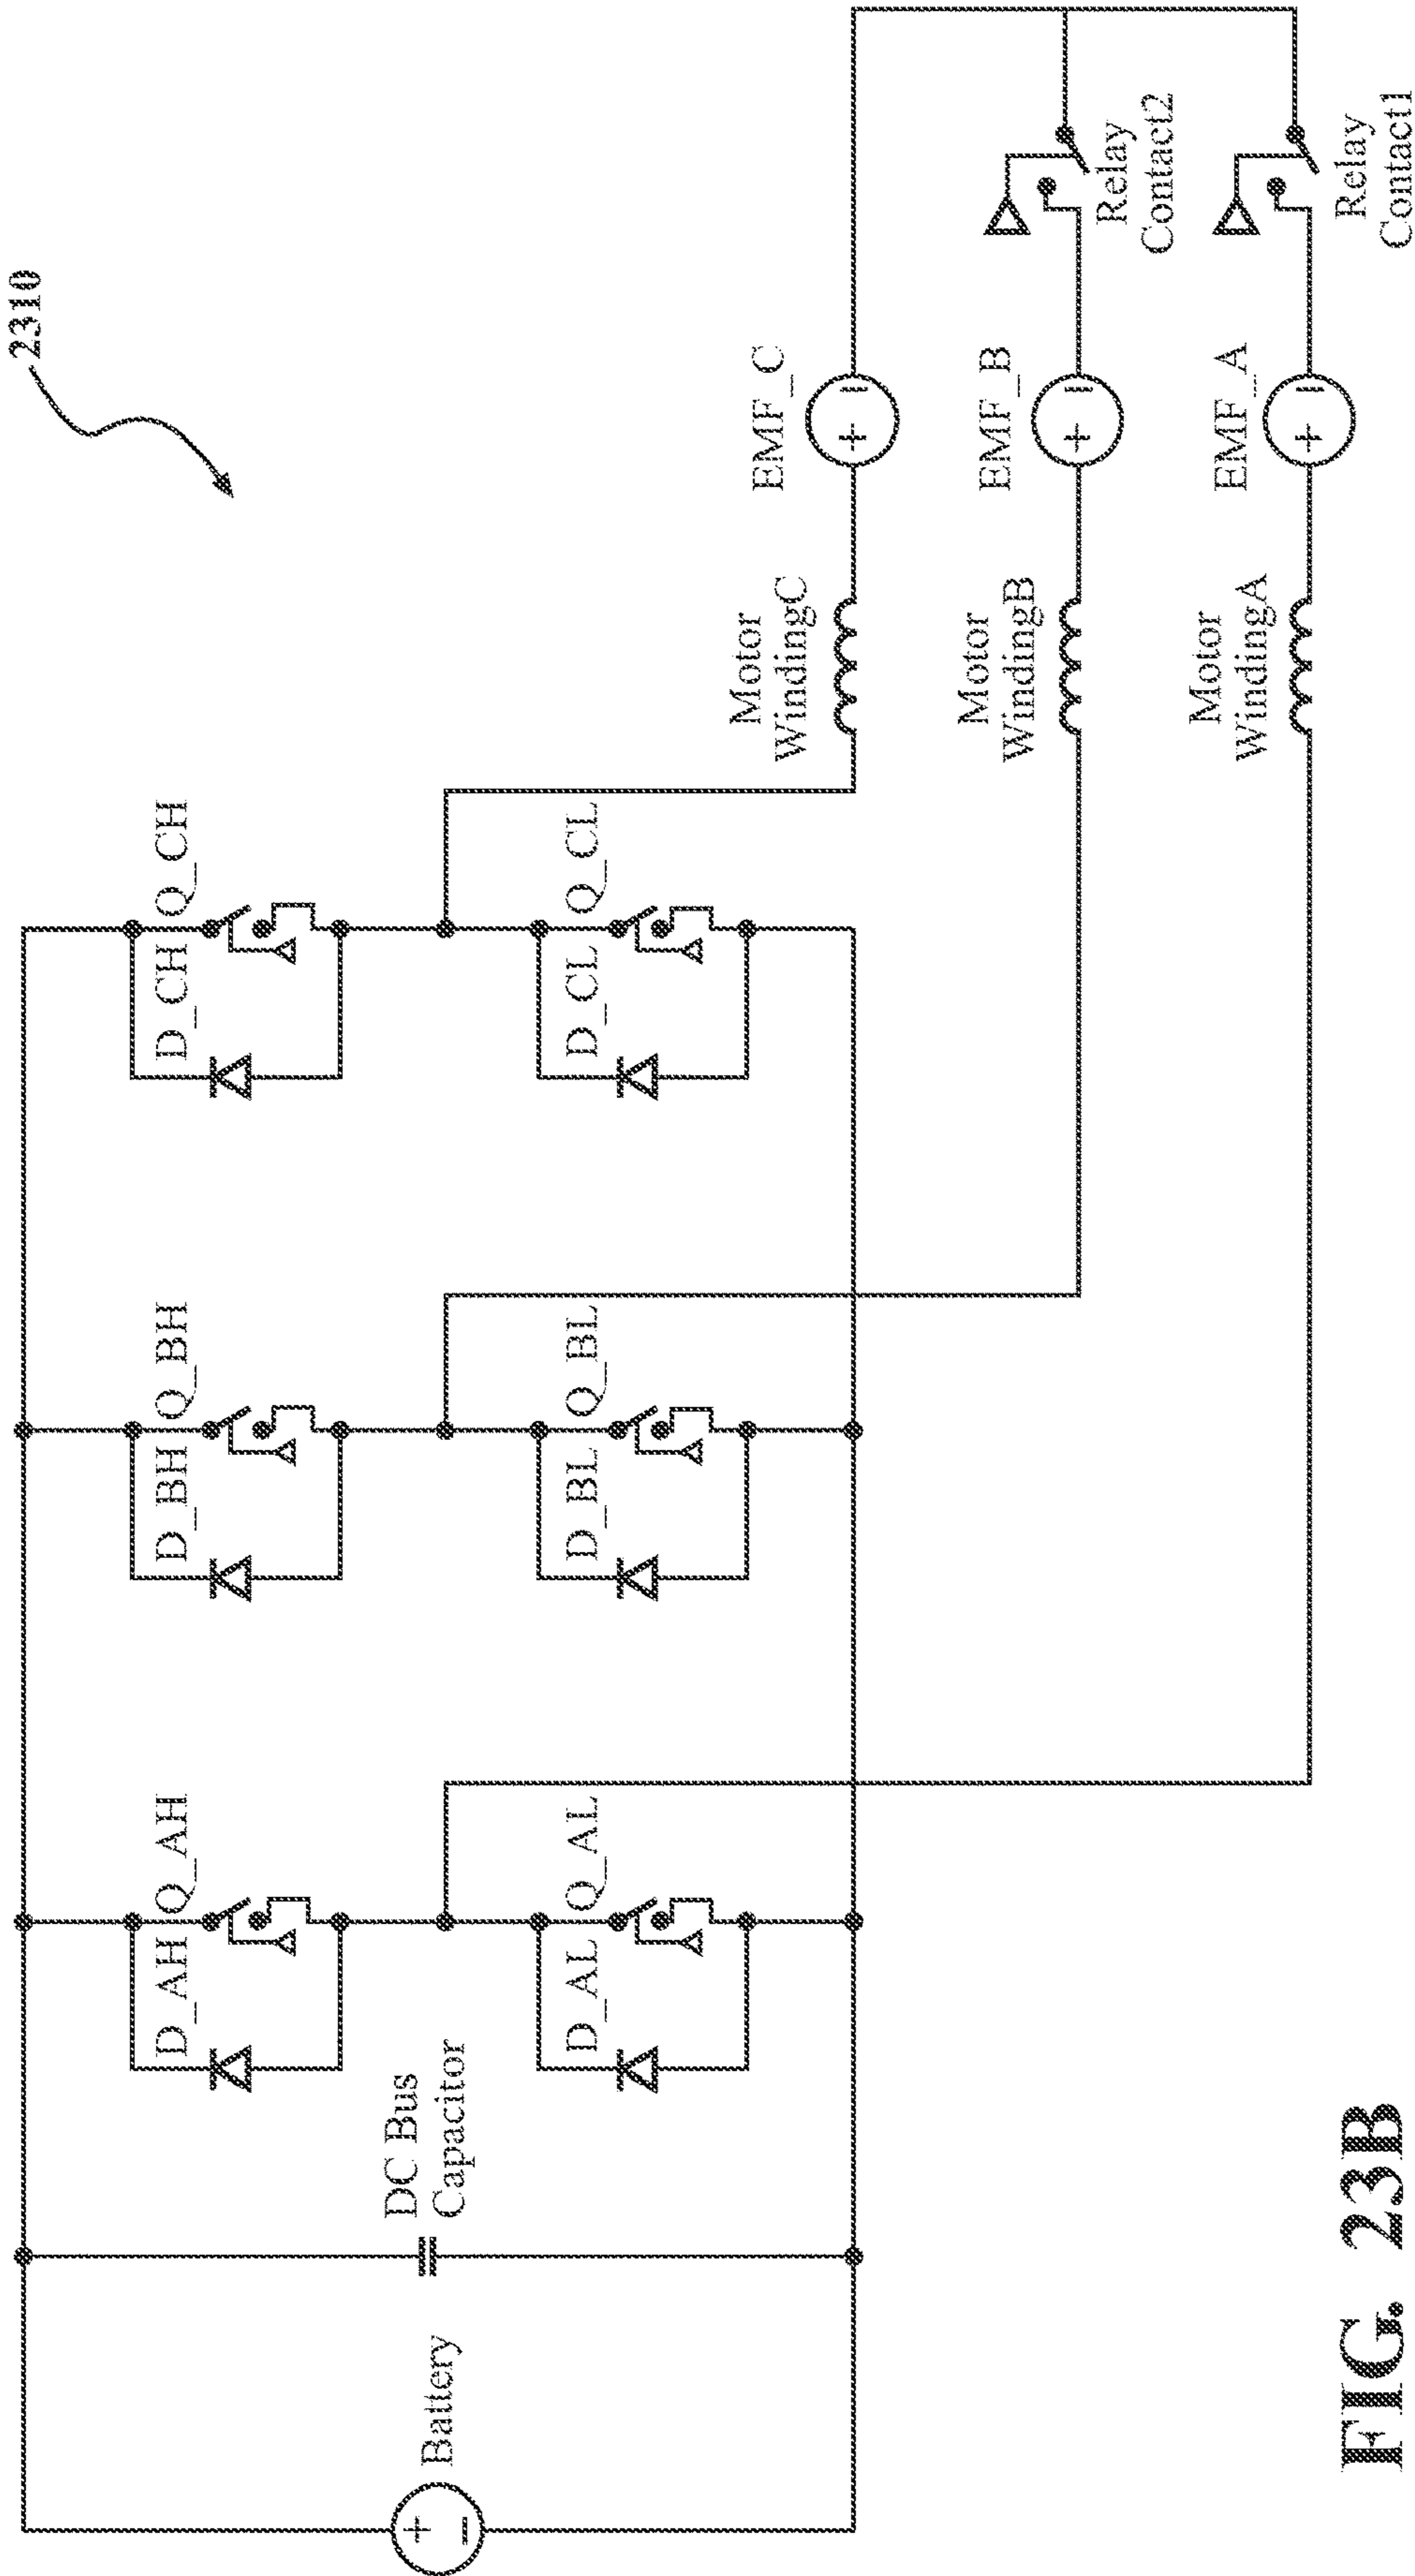 2310
D_AH
Q_AH
D_BH
Q_BH
D_CH
Q_CH
DC Bus
Capacitor
Battery
+
−
D_AL
Q_AL
D_BL
Q_BL
D_CL
Q_CL
Motor
WindingC
EMF_C
+
−
Motor
WindingB
EMF_B
+
−
Relay
Contact2
Motor
WindingA
EMF_A
+
−
Relay
Contact1
FIG. 23B